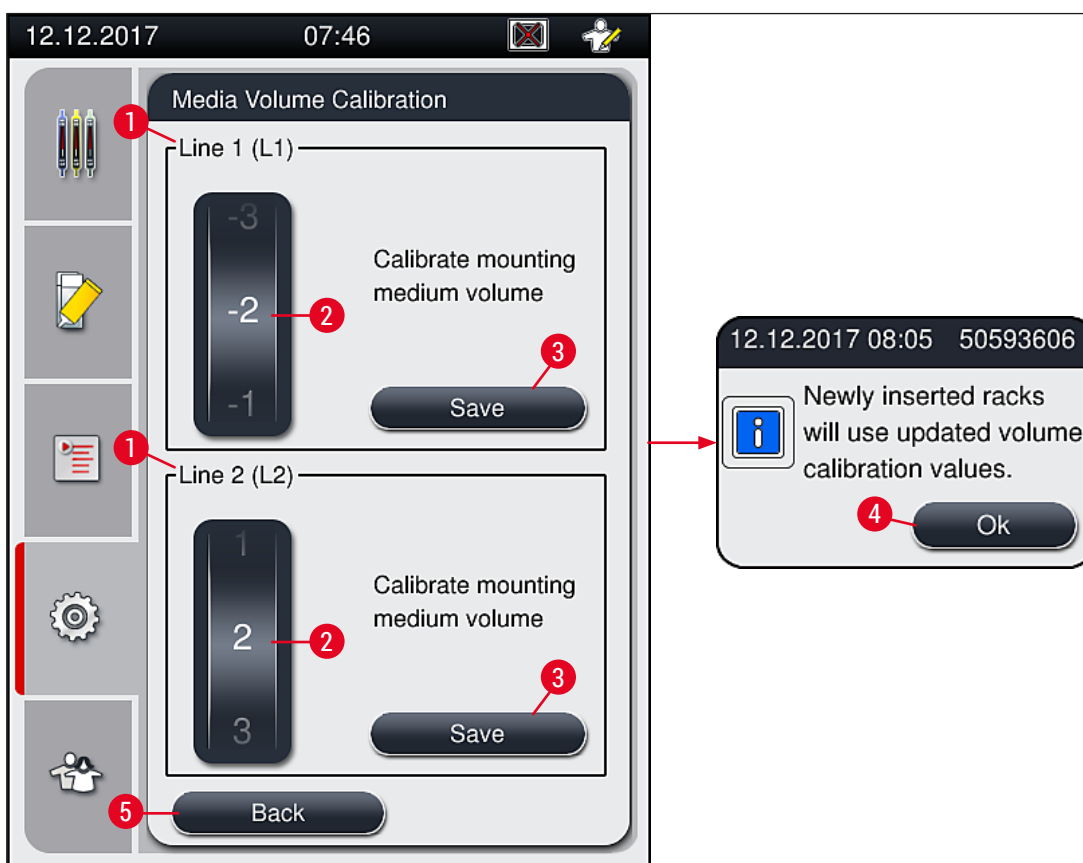 12.12.2017 07:46
Media Volume Calibration
1
Line 1 (L1)
-3
-2
-1
2
Calibrate mounting
medium volume
3
Save
1
Line 2 (L2)
1
2
3
2
Calibrate mounting
medium volume
3
Save
5
Back
12.12.2017 08:05 50593606
Newly inserted racks
will use updated volume
calibration values.
4
Ok